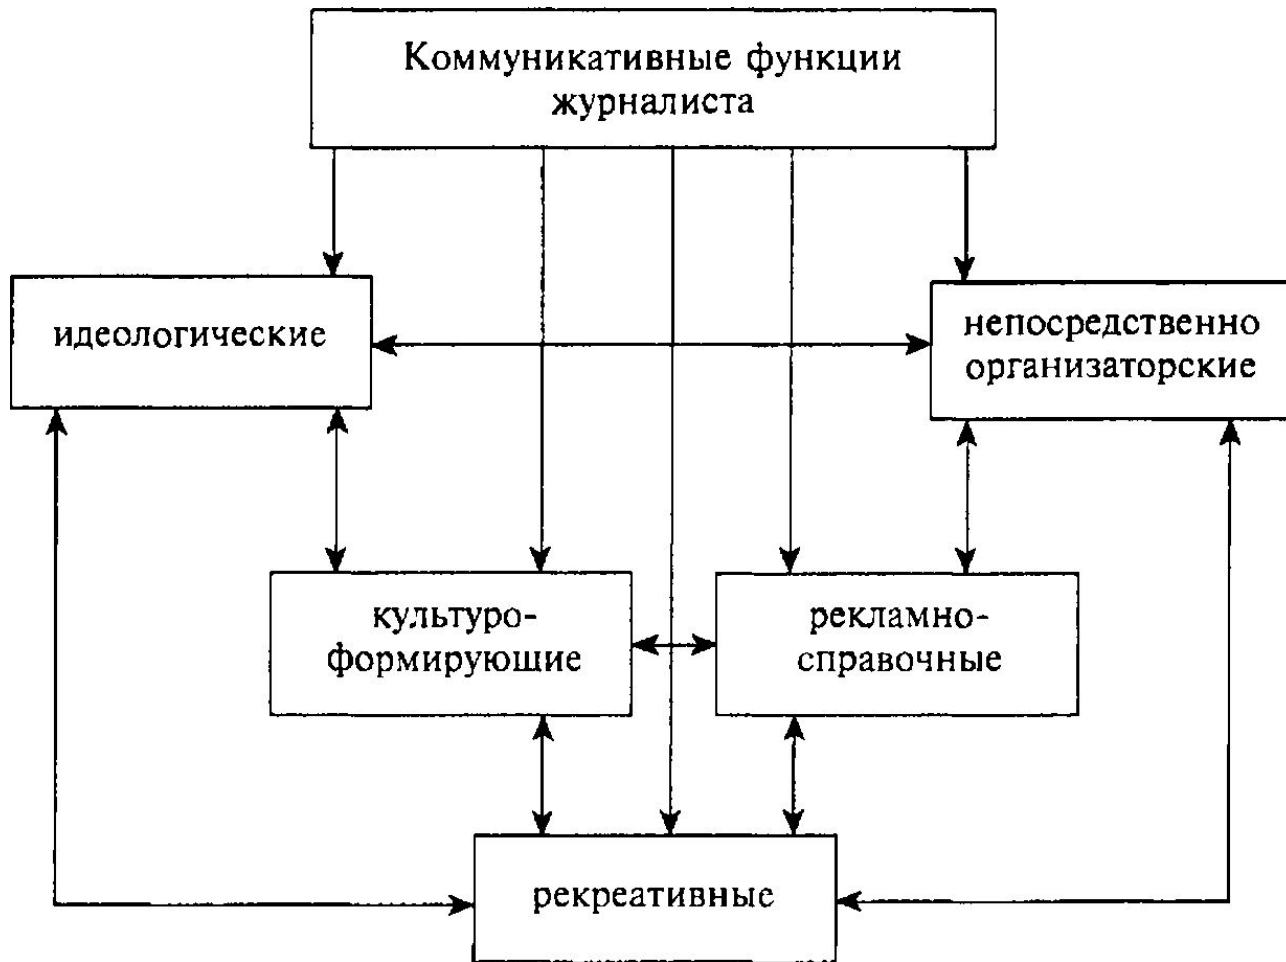 Коммуникативные функции
журналиста
идеологические
непосредственно
организаторские
культуро-
формирующие
рекламно-
справочные
рекреативные